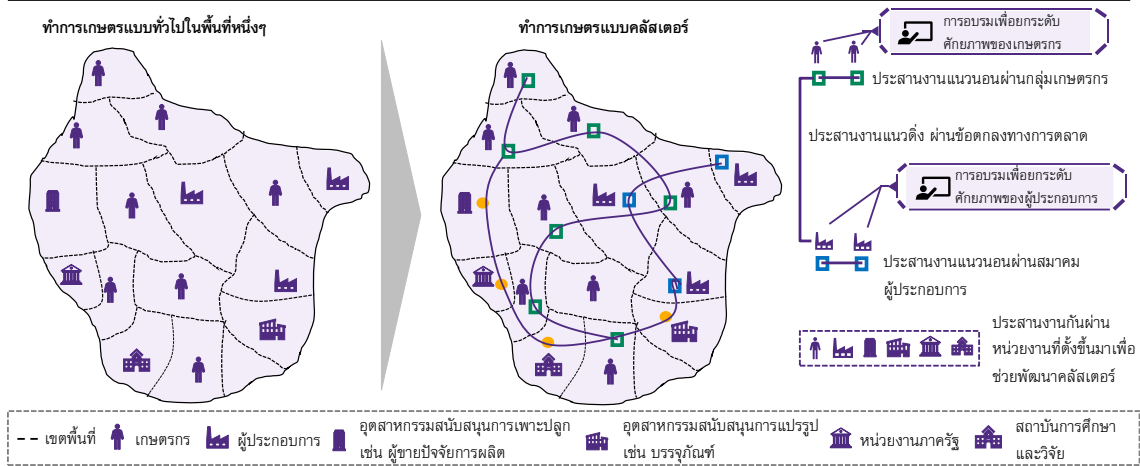 ทำการเกษตรแบบทั่วไปในพื้นที่หนึ่งๆ
ทำการเกษตรแบบคลัสเตอร์
การอบรมเพื่อยกระดับ
ศักยภาพของเกษตรกร
ประสานงานแนวนอนผ่านกลุ่มเกษตรกร
ประสานงานแนวดิ่ง ผ่านข้อตกลงทางการตลาด
การอบรมเพื่อยกระดับ
ศักยภาพของผู้ประกอบการ
ประสานงานแนวนอนผ่านสมาคม
ผู้ประกอบการ
ประสานงานกันผ่าน
หน่วยงานที่ตั้งขึ้นมาเพื่อ
ช่วยพัฒนาคลัสเตอร์
เขตพื้นที่
เกษตรกร
ผู้ประกอบการ
อุตสาหกรรมสนับสนุนการเพาะปลูก
เช่น ผู้ขายปัจจัยการผลิต
อุตสาหกรรมสนับสนุนการแปรรูป
เช่น บรรจุภัณฑ์
หน่วยงานภาครัฐ
สถาบันการศึกษา
และวิจัย